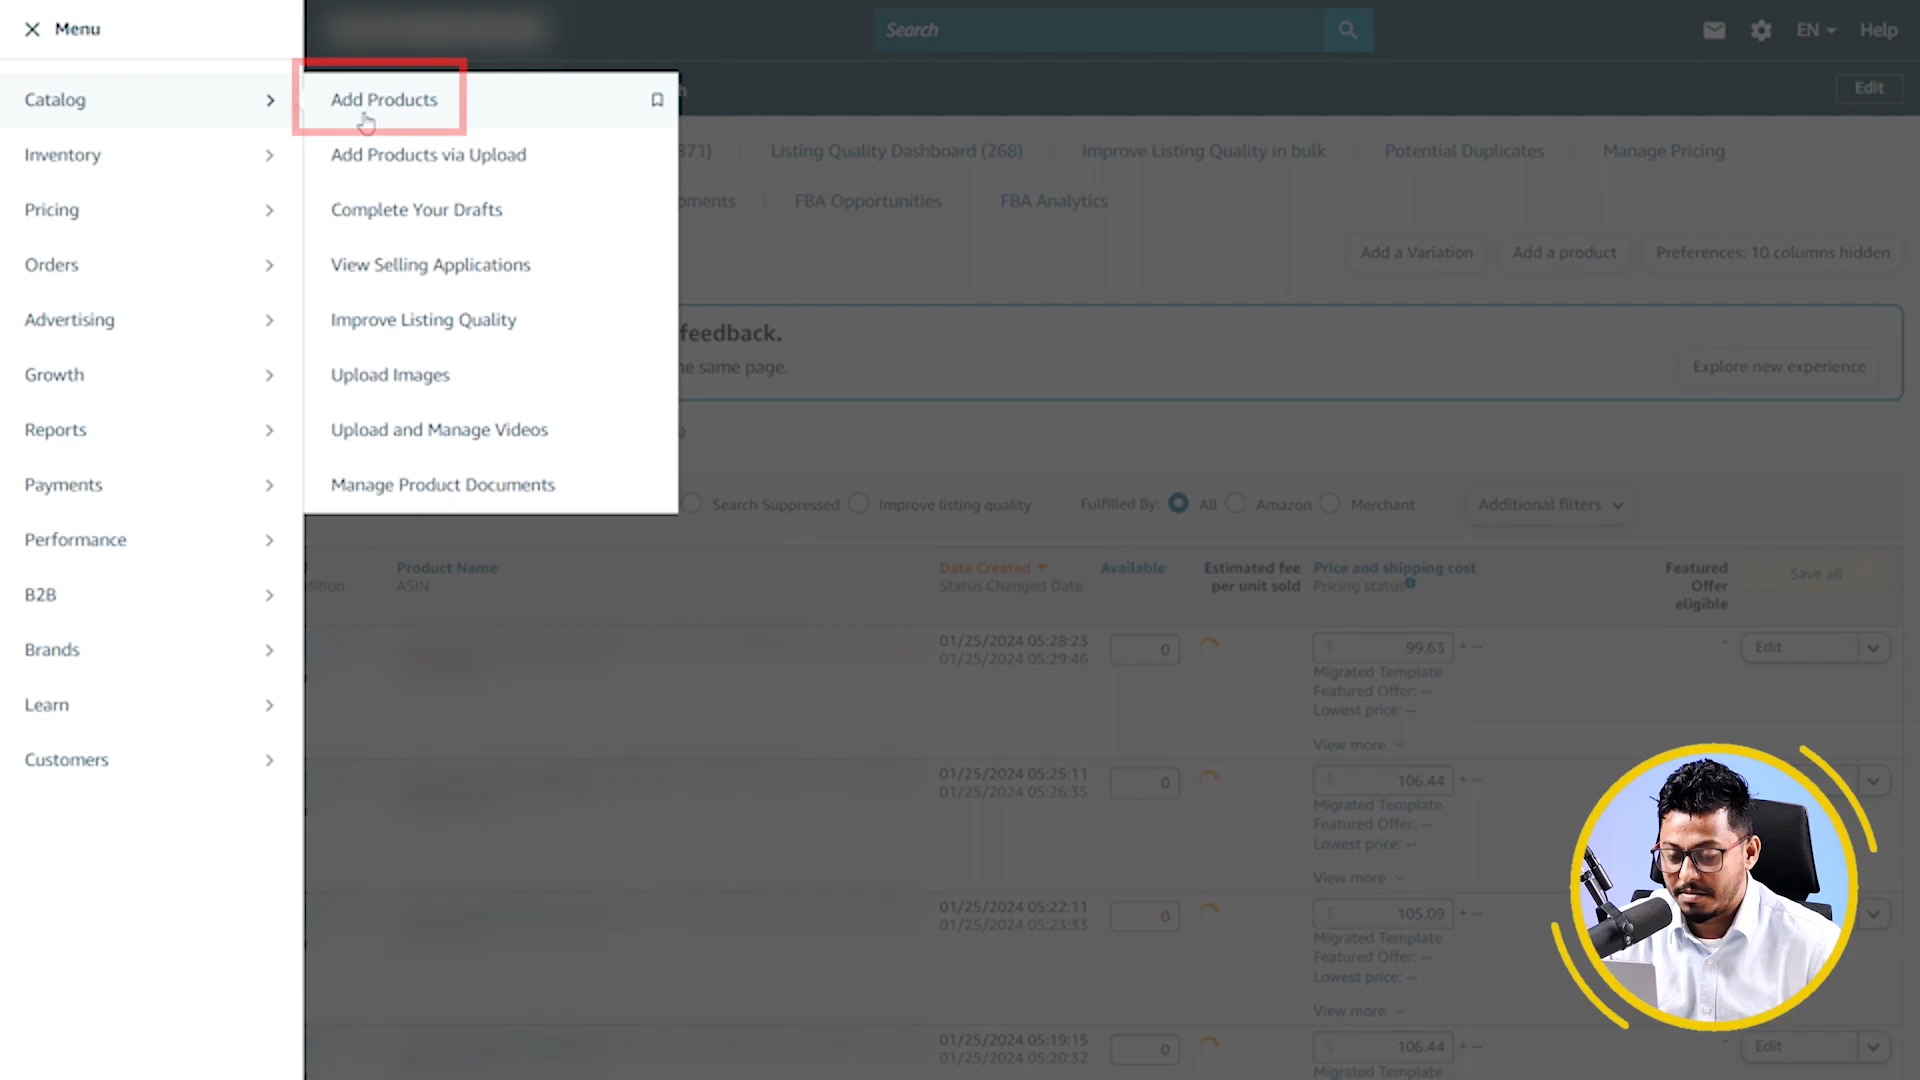 Menu
Search
EN
Help
Edit
Catalog
Inventory
Pricing
Orders
Advertising
Growth
Reports
Payments
Performance
B2B
Brands
Learn
Customers
Add Products
Add Products via Upload
Complete Your Drafts
View Selling Applications
Improve Listing Quality
Upload Images
Upload and Manage Videos
Manage Product Documents
371) Listing Quality Dashboard (268) Improve Listing Quality in bulk Potential Duplicates Manage Pricing
FBA Opportunities FBA Analytics
Add a Variation Add a product Preferences: 10 columns hidden
feedback.
same page.
Explore new experience
Search Suppressed Improve listing quality Fulfilled By: All Amazon Merchant Additional filters
Product Name
ASIN
Date Created
Status Changed Date
Available
Estimated fee
per unit sold
Price and shipping cost
Pricing status
Featured
Offer
eligible
Save all
01/25/2024 05:28:23
01/25/2024 05:29:46
0
$ 99.63 + --
Migrated Template
Featured Offer: --
Lowest price: --
View more
Edit
01/25/2024 05:25:11
01/25/2024 05:26:35
0
$ 106.44 + --
Migrated Template
Featured Offer: --
Lowest price: --
View more
01/25/2024 05:22:11
01/25/2024 05:23:33
0
$ 105.09 + --
Migrated Template
Featured Offer: --
Lowest price: --
View more
01/25/2024 05:19:15
01/25/2024 05:20:32
0
$ 106.44 + --
Migrated Template
Edit